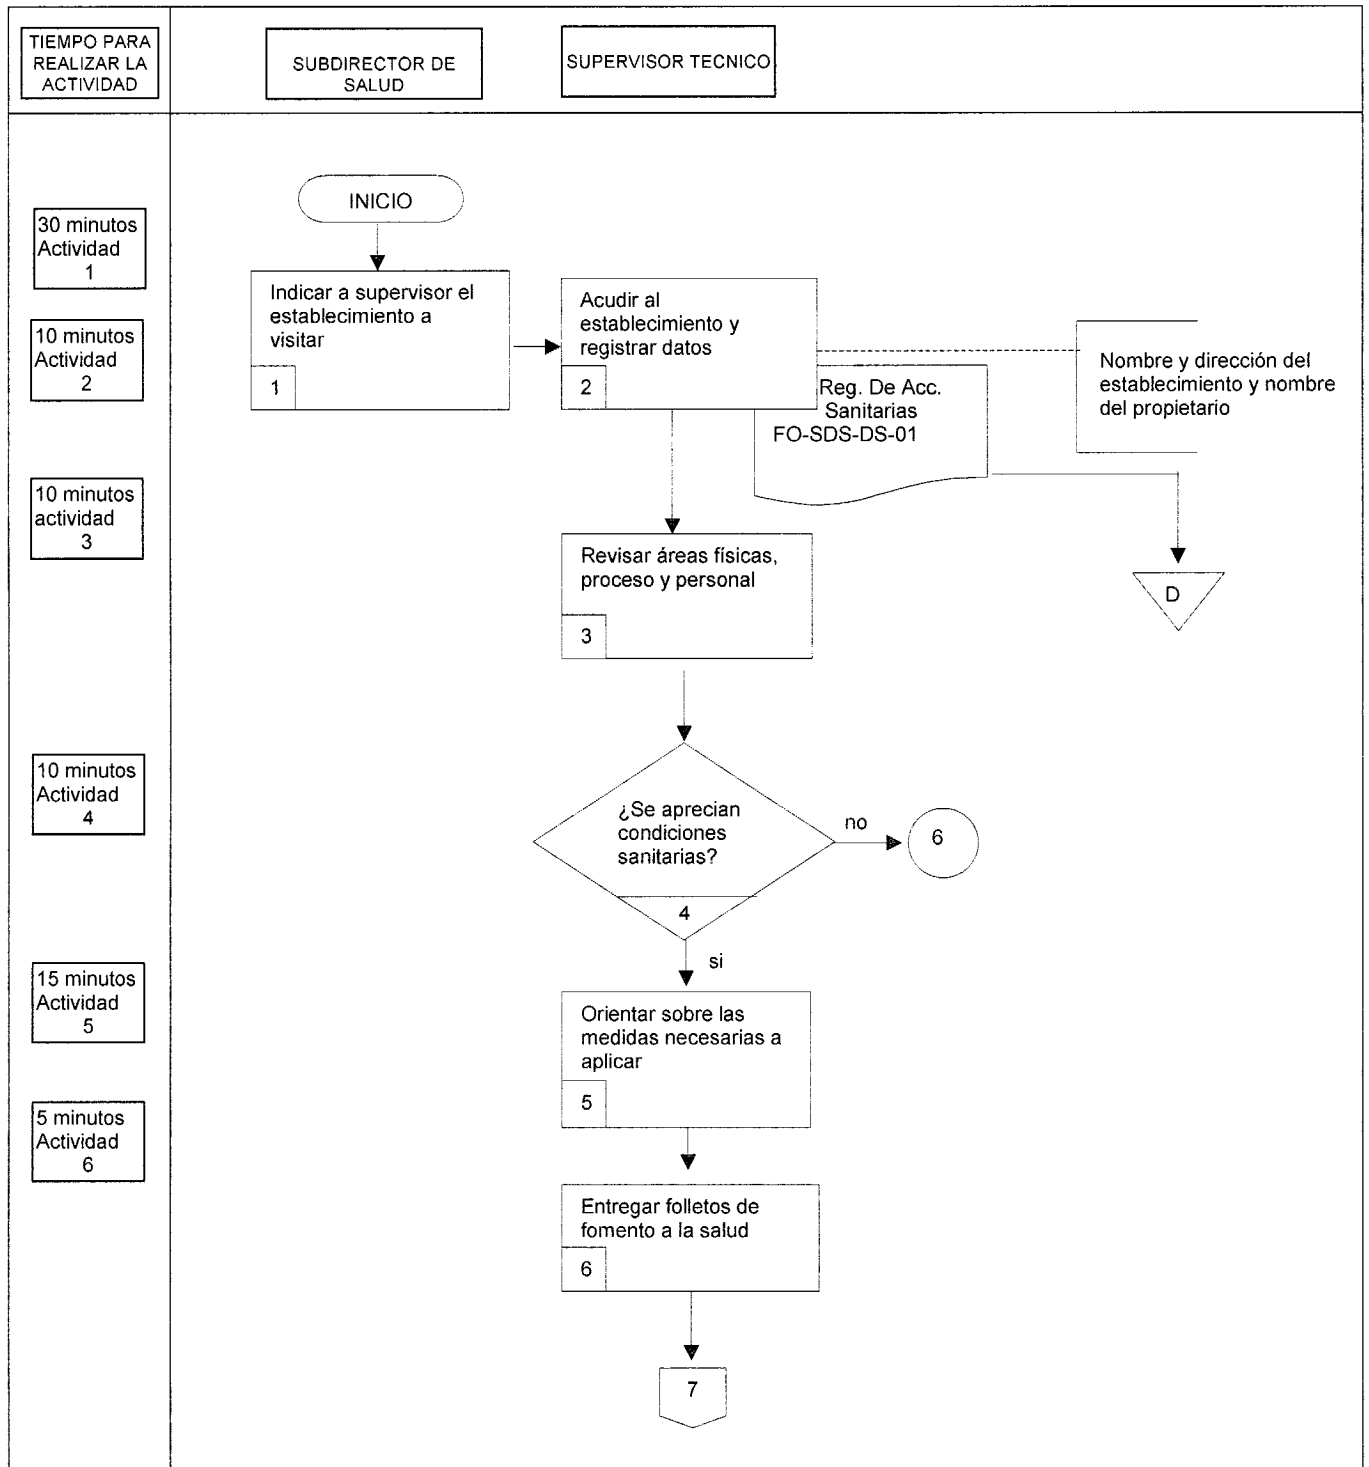 TIEMPO PARA
REALIZAR LA
ACTIVIDAD
SUBDIRECTOR DE
SALUD
SUPERVISOR TECNICO
INICIO
30 minutos
Actividad
1
Indicar a supervisor el
establecimiento a
visitar
1
Acudir al
establecimiento y
registrar datos
2
10 minutos
Actividad
2
Reg. De Acc.
Sanitarias
FO-SDS-DS-01
Nombre y dirección del
establecimiento y nombre
del propietario
10 minutos
actividad
3
Revisar áreas físicas,
proceso y personal
3
D
10 minutos
Actividad
4
¿Se aprecian
condiciones
sanitarias?
4
no
6
si
15 minutos
Actividad
5
Orientar sobre las
medidas necesarias a
aplicar
5
5 minutos
Actividad
6
Entregar folletos de
fomento a la salud
6
7